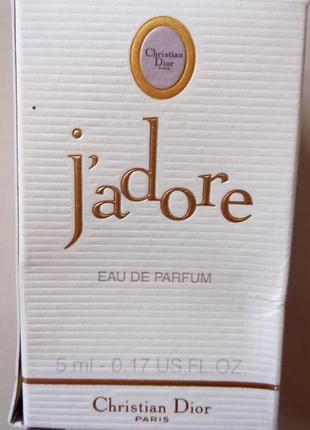 Christian
Dior
PARIS
j'adore
EAU DE PARFUM
5 ml - 0.17 US.FL.OZ.
Christian Dior
PARIS